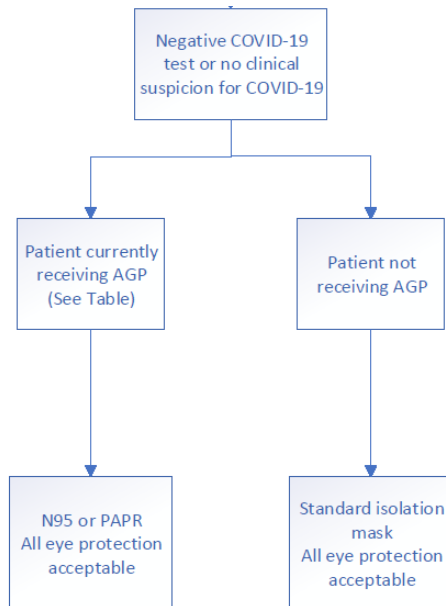 Negative COVID-19
test or no clinical
suspicion for COVID-19
Patient currently
receiving AGP
(See Table)
Patient not
receiving AGP
N95 or PAPR
All eye protection
acceptable
Standard isolation
mask
All eye protection
acceptable